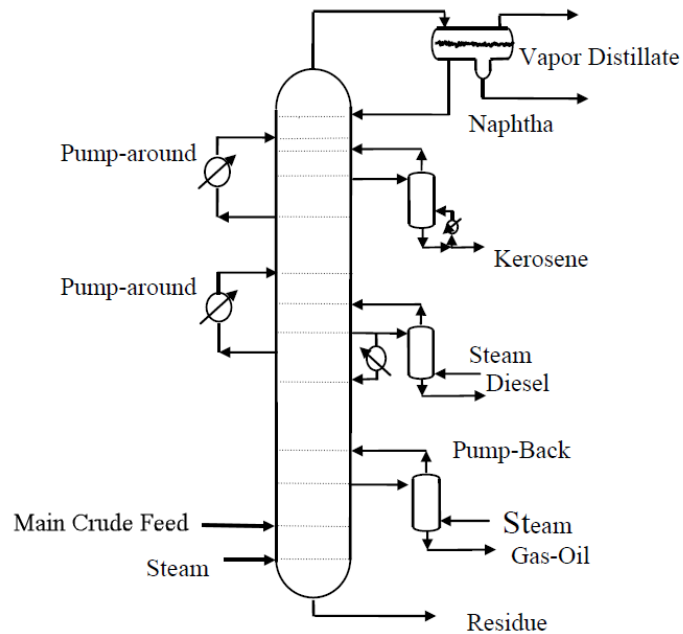 Vapor Distillate
Naphtha
Pump-around
Kerosene
Pump-around
Steam
Diesel
Pump-Back
Main Crude Feed
Steam
Steam
Gas-Oil
Residue